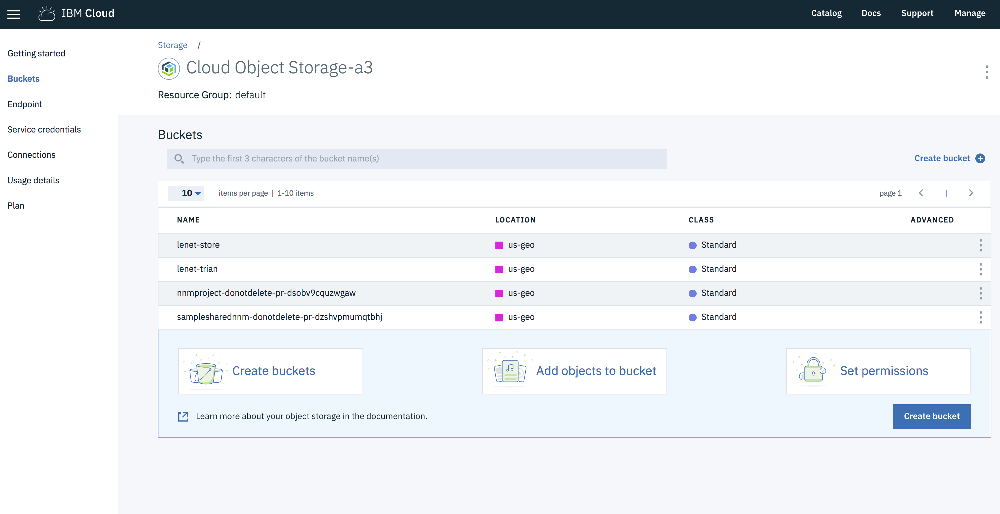 IBM Cloud
Catalog Docs Support Manage
Getting started
Buckets
Endpoint
Service credentials
Connections
Usage details
Plan
Storage /
Cloud Object Storage-a3
Resource Group: default
Buckets
Type the first 3 characters of the bucket name(s)
Create bucket
10 items per page | 1-10 items
page 1 |
NAME LOCATION CLASS ADVANCED
lenet-store us-geo Standard
lenet-trian us-geo Standard
nnmproject-donotdelete-pr-dsobv9cquzwgaw us-geo Standard
samplesharednnm-donotdelete-pr-dzshvpmumqtbhj us-geo Standard
Create buckets
Add objects to bucket
Set permissions
Learn more about your object storage in the documentation.
Create bucket